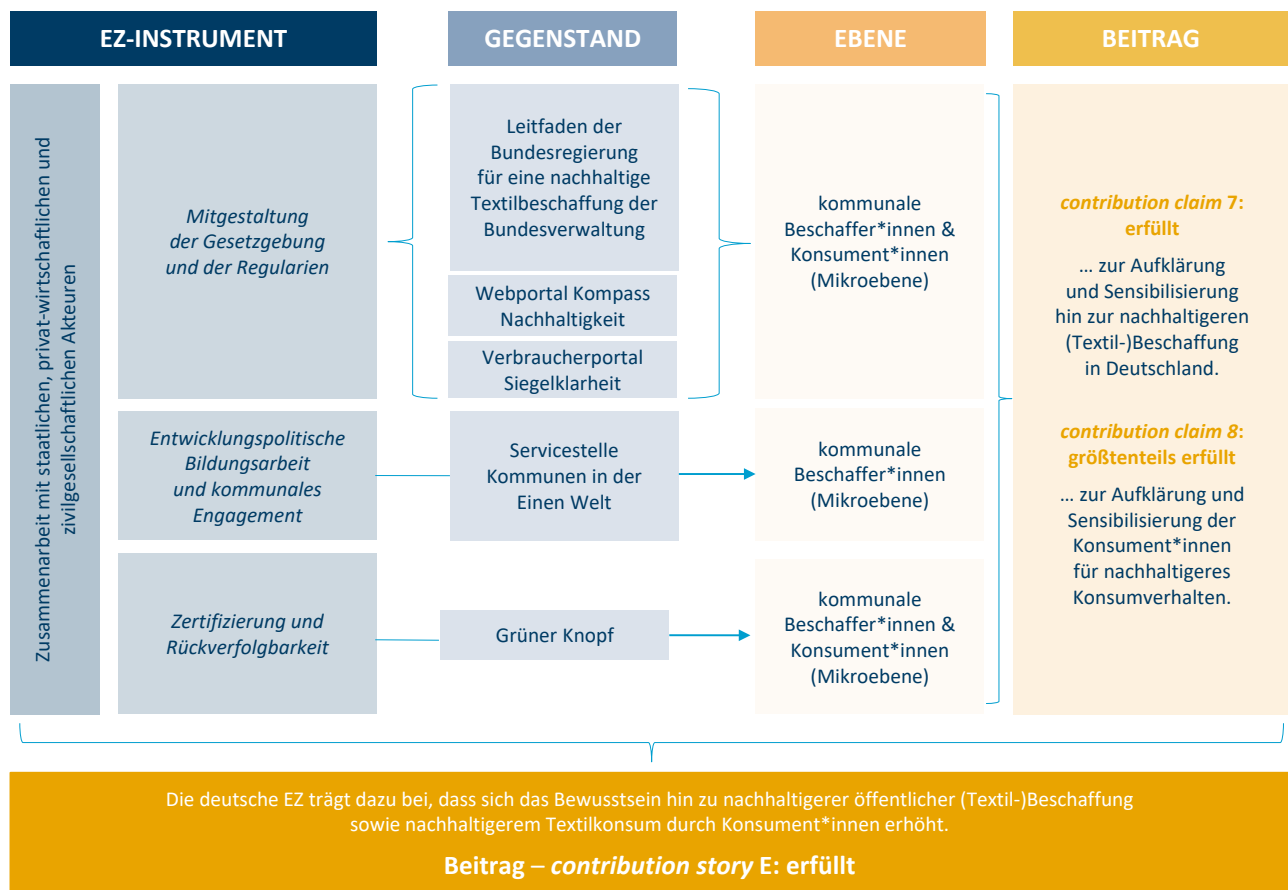 EZ-INSTRUMENT
GEGENSTAND
EBENE
BEITRAG
Zusammenarbeit mit staatlichen, privat-wirtschaftlichen und
zivilgesellschaftlichen Akteuren
Mitgestaltung
der Gesetzgebung
und der Regularien
Leitfaden der
Bundesregierung
für eine nachhaltige
Textilbeschaffung der
Bundesverwaltung
Webportal Kompass
Nachhaltigkeit
Verbraucherportal
Siegelklarheit
kommunale
Beschaffer*innen &
Konsument*innen
(Mikroebene)
Entwicklungspolitische
Bildungsarbeit
und kommunales
Engagement
Servicestelle
Kommunen in der
Einen Welt
kommunale
Beschaffer*innen
(Mikroebene)
Zertifizierung und
Rückverfolgbarkeit
Grüner Knopf
kommunale
Beschaffer*innen &
Konsument*innen
(Mikroebene)
contribution claim 7:
erfüllt
... zur Aufklärung
und Sensibilisierung
hin zur nachhaltigeren
(Textil-)Beschaffung
in Deutschland.
contribution claim 8:
größtenteils erfüllt
... zur Aufklärung und
Sensibilisierung der
Konsument*innen
für nachhaltigeres
Konsumverhalten.
Die deutsche EZ trägt dazu bei, dass sich das Bewusstsein hin zu nachhaltigerer öffentlicher (Textil-)Beschaffung
sowie nachhaltigerem Textilkonsum durch Konsument*innen erhöht.
Beitrag – contribution story E: erfüllt